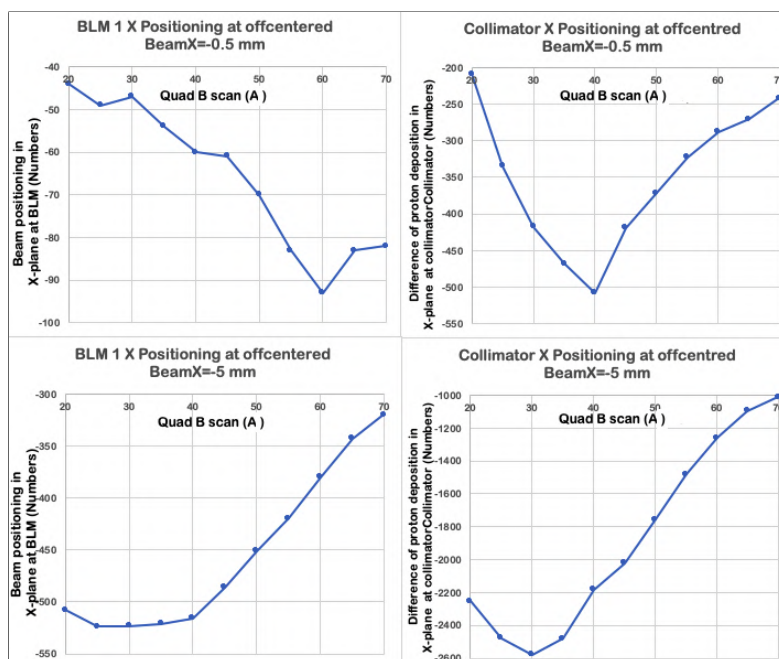 BLM 1 X Positioning at offcentered
BeamX=-0.5 mm
-40
20
30
40
50
60
70
Quad B scan (A )
-50
-60
-70
-80
-90
-100
Beam positioning in
X-plane at BLM (Numbers)
Collimator X Positioning at offcentred
BeamX=-0.5 mm
-200
20
30
40
50
60
70
Quad B scan (A )
-250
-300
-350
-400
-450
-500
-550
Difference of proton deposition in
X-plane at collimatorCollimator (Numbers)
BLM 1 X Positioning at offcentered
BeamX=-5 mm
-300
20
30
40
50
60
70
Quad B scan (A )
-350
-400
-450
-500
-550
Beam positioning in
X-plane at BLM (Numbers)
Collimator X Positioning at offcentred
BeamX=-5 mm
-1000
20
30
40
50
60
70
Quad B scan (A )
-1200
-1400
-1600
-1800
-2000
-2200
-2400
-2600
Difference of proton deposition in
X-plane at collimatorCollimator (Numbers)